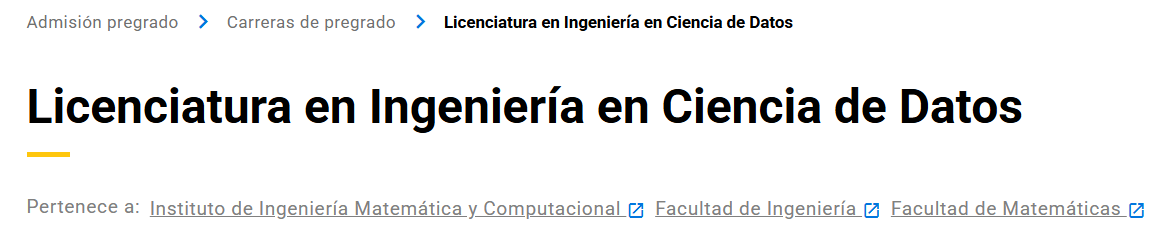 Admisión pregrado > Carreras de pregrado > Licenciatura en Ingeniería en Ciencia de Datos
Licenciatura en Ingeniería en Ciencia de Datos
Pertenece a: Instituto de Ingeniería Matemática y Computacional Facultad de Ingeniería Facultad de Matemáticas